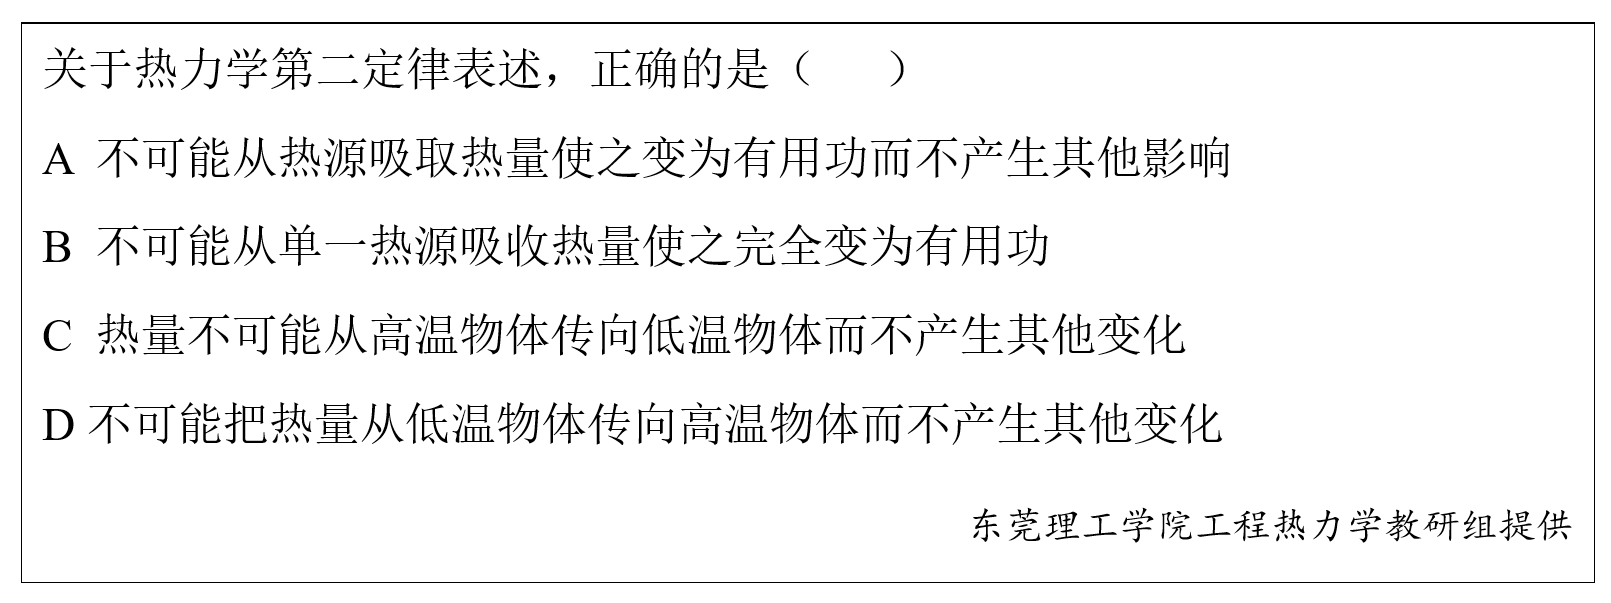 关于热力学第二定律表述，正确的是（　　）
A 不可能从热源吸取热量使之变为有用功而不产生其他影响
B 不可能从单一热源吸收热量使之完全变为有用功
C 热量不可能从高温物体传向低温物体而不产生其他变化
D 不可能把热量从低温物体传向高温物体而不产生其他变化
东莞理工学院工程热力学教研组提供